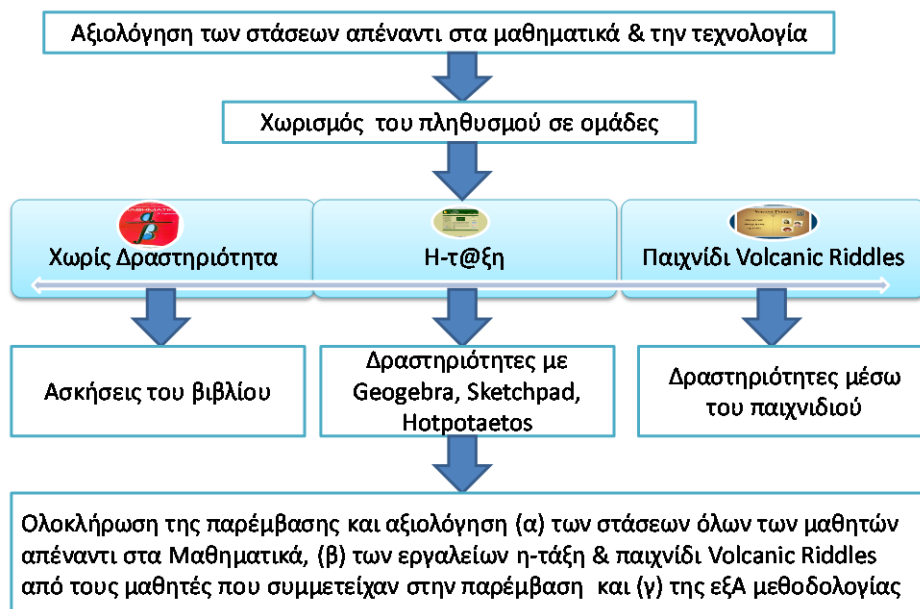 Αξιολόγηση των στάσεων απέναντι στα μαθηματικά & την τεχνολογία
Χωρισμός του πληθυσμού σε ομάδες
Χωρίς Δραστηριότητα
Η-τ@ξη
Παιχνίδι Volcanic Riddles
Ασκήσεις του βιβλίου
Δραστηριότητες με
Geogebra, Sketchpad,
Hotpotaetos
Δραστηριότητες μέσω
του παιχνιδιού
Ολοκλήρωση της παρέμβασης και αξιολόγηση (α) των στάσεων όλων των μαθητών
απέναντι στα Μαθηματικά, (β) των εργαλείων η-τάξη & παιχνίδι Volcanic Riddles
από τους μαθητές που συμμετείχαν στην παρέμβαση και (γ) της εξΑ μεθοδολογίας